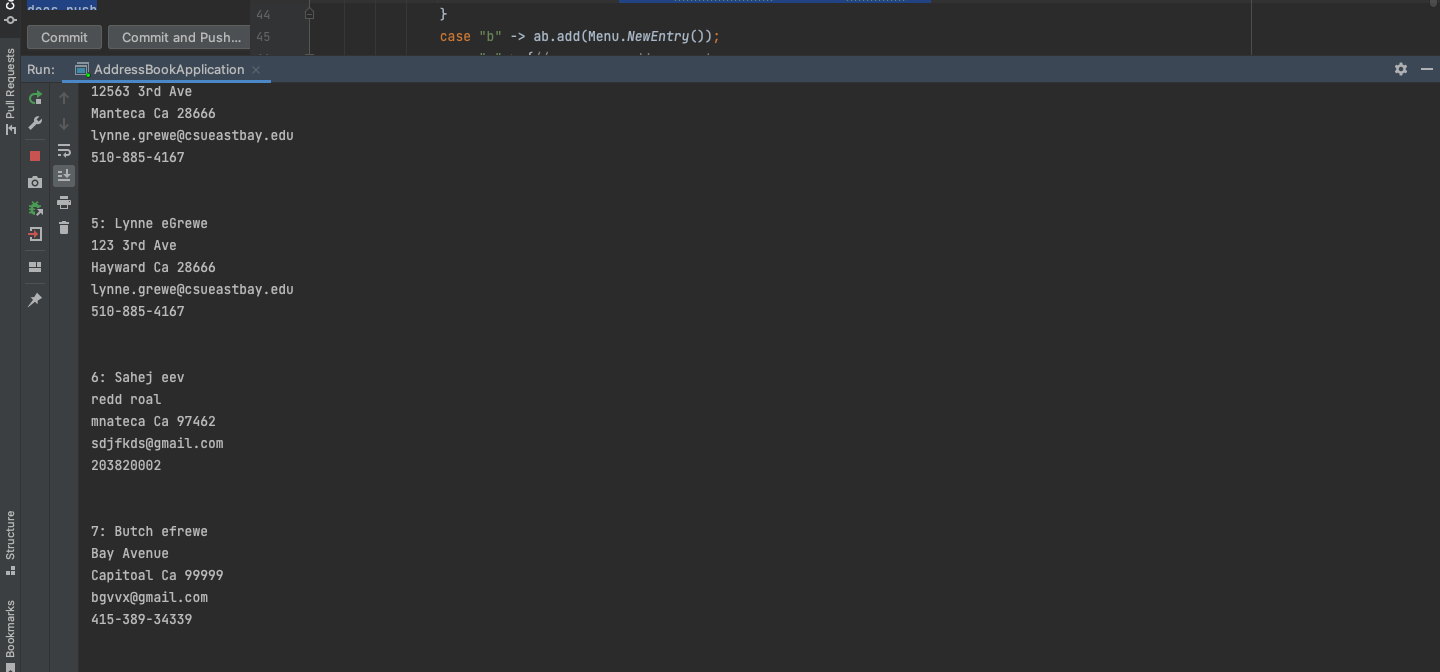 does push
44 }
Commit
Commit and Push...
45 case "b" -> ab.add(Menu.NewEntry());
Pull Requests
Run: AddressBookApplication
12563 3rd Ave
Manteca Ca 28666
lynne.grewe@csueastbay.edu
510-885-4167
5: Lynne eGrewe
123 3rd Ave
Hayward Ca 28666
lynne.grewe@csueastbay.edu
510-885-4167
6: Sahej eev
redd roal
mnateca Ca 97462
sdjfkds@gmail.com
203820002
7: Butch efrewe
Bay Avenue
Capitoal Ca 99999
bgvvx@gmail.com
415-389-34339
Structure
Bookmarks